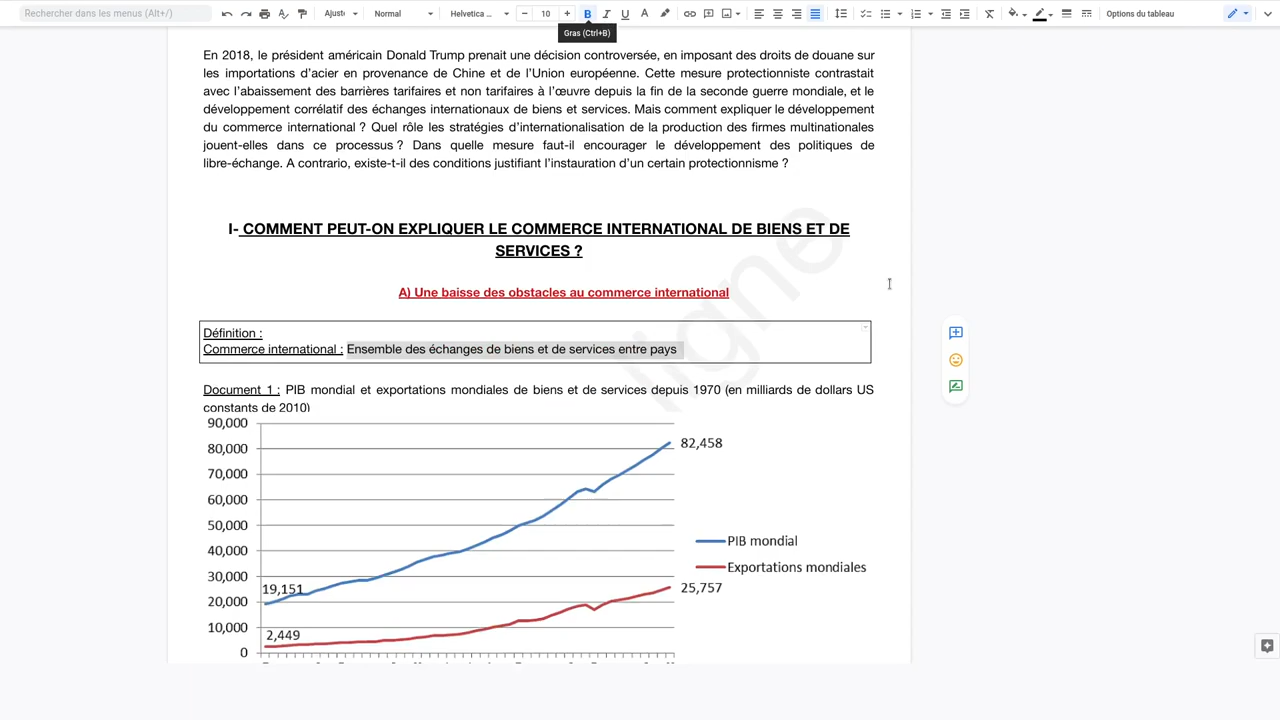 Rechercher dans les menus (Alt+/)
Normal
Helvetica ...
10
Options du tableau
Gras (Ctrl+B)
En 2018, le président américain Donald Trump prenait une décision controversée, en imposant des droits de douane sur
les importations d'acier en provenance de Chine et de l'Union européenne. Cette mesure protectionniste contrastait
avec l'abaissement des barrières tarifaires et non tarifaires à l'œuvre depuis la fin de la seconde guerre mondiale, et le
développement corrélatif des échanges internationaux de biens et services. Mais comment expliquer le développement
du commerce international ? Quel rôle les stratégies d'internationalisation de la production des firmes multinationales
jouent-elles dans ce processus ? Dans quelle mesure faut-il encourager le développement des politiques de
libre-échange. A contrario, existe-t-il des conditions justifiant l'instauration d'un certain protectionnisme ?
I- COMMENT PEUT-ON EXPLIQUER LE COMMERCE INTERNATIONAL DE BIENS ET DE
SERVICES ?
A) Une baisse des obstacles au commerce international
ligne
Définition :
Commerce international : Ensemble des échanges de biens et de services entre pays
Document 1 : PIB mondial et exportations mondiales de biens et de services depuis 1970 (en milliards de dollars US
constants de 2010)
90,000
80,000
70,000
60,000
50,000
40,000
30,000
20,000
10,000
0
82,458
19,151
2,449
25,757
PIB mondial
Exportations mondiales